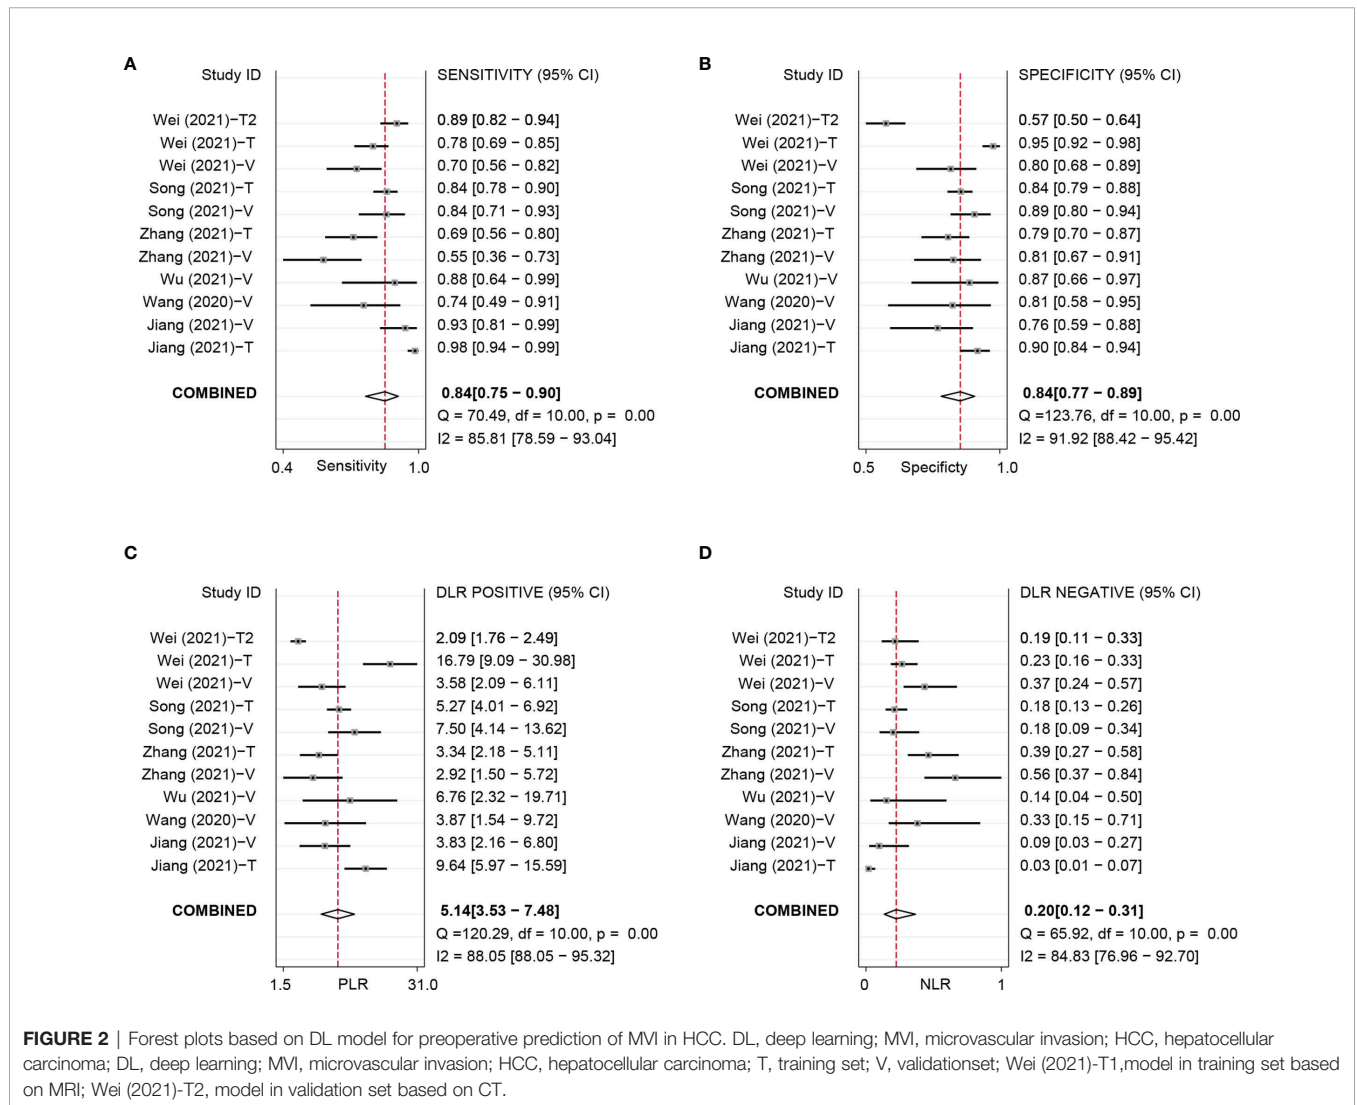 A
Study ID SENSITIVITY (95% CI)
Wei (2021)−T2 0.89 [0.82 − 0.94]
Wei (2021)−T 0.78 [0.69 − 0.85]
Wei (2021)−V 0.70 [0.56 − 0.82]
Song (2021)−T 0.84 [0.78 − 0.90]
Song (2021)−V 0.84 [0.71 − 0.93]
Zhang (2021)−T 0.69 [0.56 − 0.80]
Zhang (2021)−V 0.55 [0.36 − 0.73]
Wu (2021)−V 0.88 [0.64 − 0.99]
Wang (2020)−V 0.74 [0.49 − 0.91]
Jiang (2021)−V 0.93 [0.81 − 0.99]
Jiang (2021)−T 0.98 [0.94 − 0.99]
COMBINED 0.84[0.75 − 0.90]
Q = 70.49, df = 10.00, p = 0.00
I2 = 85.81 [78.59 − 93.04]
0.4 Sensitivity 1.0
B
Study ID SPECIFICITY (95% CI)
Wei (2021)−T2 0.57 [0.50 − 0.64]
Wei (2021)−T 0.95 [0.92 − 0.98]
Wei (2021)−V 0.80 [0.68 − 0.89]
Song (2021)−T 0.84 [0.79 − 0.88]
Song (2021)−V 0.89 [0.80 − 0.94]
Zhang (2021)−T 0.79 [0.70 − 0.87]
Zhang (2021)−V 0.81 [0.67 − 0.91]
Wu (2021)−V 0.87 [0.66 − 0.97]
Wang (2020)−V 0.81 [0.58 − 0.95]
Jiang (2021)−V 0.76 [0.59 − 0.88]
Jiang (2021)−T 0.90 [0.84 − 0.94]
COMBINED 0.84[0.77 − 0.89]
Q =123.76, df = 10.00, p = 0.00
I2 = 91.92 [88.42 − 95.42]
0.5 Specificty 1.0
C
Study ID DLR POSITIVE (95% CI)
Wei (2021)−T2 2.09 [1.76 − 2.49]
Wei (2021)−T 16.79 [9.09 − 30.98]
Wei (2021)−V 3.58 [2.09 − 6.11]
Song (2021)−T 5.27 [4.01 − 6.92]
Song (2021)−V 7.50 [4.14 − 13.62]
Zhang (2021)−T 3.34 [2.18 − 5.11]
Zhang (2021)−V 2.92 [1.50 − 5.72]
Wu (2021)−V 6.76 [2.32 − 19.71]
Wang (2020)−V 3.87 [1.54 − 9.72]
Jiang (2021)−V 3.83 [2.16 − 6.80]
Jiang (2021)−T 9.64 [5.97 − 15.59]
COMBINED 5.14[3.53 − 7.48]
Q =120.29, df = 10.00, p = 0.00
I2 = 88.05 [88.05 − 95.32]
1.5 PLR 31.0
D
Study ID DLR NEGATIVE (95% CI)
Wei (2021)−T2 0.19 [0.11 − 0.33]
Wei (2021)−T 0.23 [0.16 − 0.33]
Wei (2021)−V 0.37 [0.24 − 0.57]
Song (2021)−T 0.18 [0.13 − 0.26]
Song (2021)−V 0.18 [0.09 − 0.34]
Zhang (2021)−T 0.39 [0.27 − 0.58]
Zhang (2021)−V 0.56 [0.37 − 0.84]
Wu (2021)−V 0.14 [0.04 − 0.50]
Wang (2020)−V 0.33 [0.15 − 0.71]
Jiang (2021)−V 0.09 [0.03 − 0.27]
Jiang (2021)−T 0.03 [0.01 − 0.07]
COMBINED 0.20[0.12 − 0.31]
Q = 65.92, df = 10.00, p = 0.00
I2 = 84.83 [76.96 − 92.70]
0 NLR 1
FIGURE 2 | Forest plots based on DL model for preoperative prediction of MVI in HCC. DL, deep learning; MVI, microvascular invasion; HCC, hepatocellular
carcinoma; DL, deep learning; MVI, microvascular invasion; HCC, hepatocellular carcinoma; T, training set; V, validationset; Wei (2021)-T1,model in training set based
on MRI; Wei (2021)-T2, model in validation set based on CT.